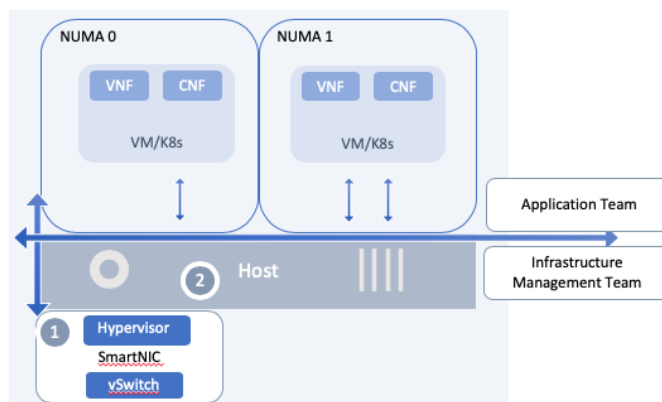 NUMA 0
NUMA 1
VNF
CNF
VNF
CNF
VM/K8s
VM/K8s
Application Team
Host
2
Infrastructure
Management Team
1
Hypervisor
SmartNIC
vSwitch